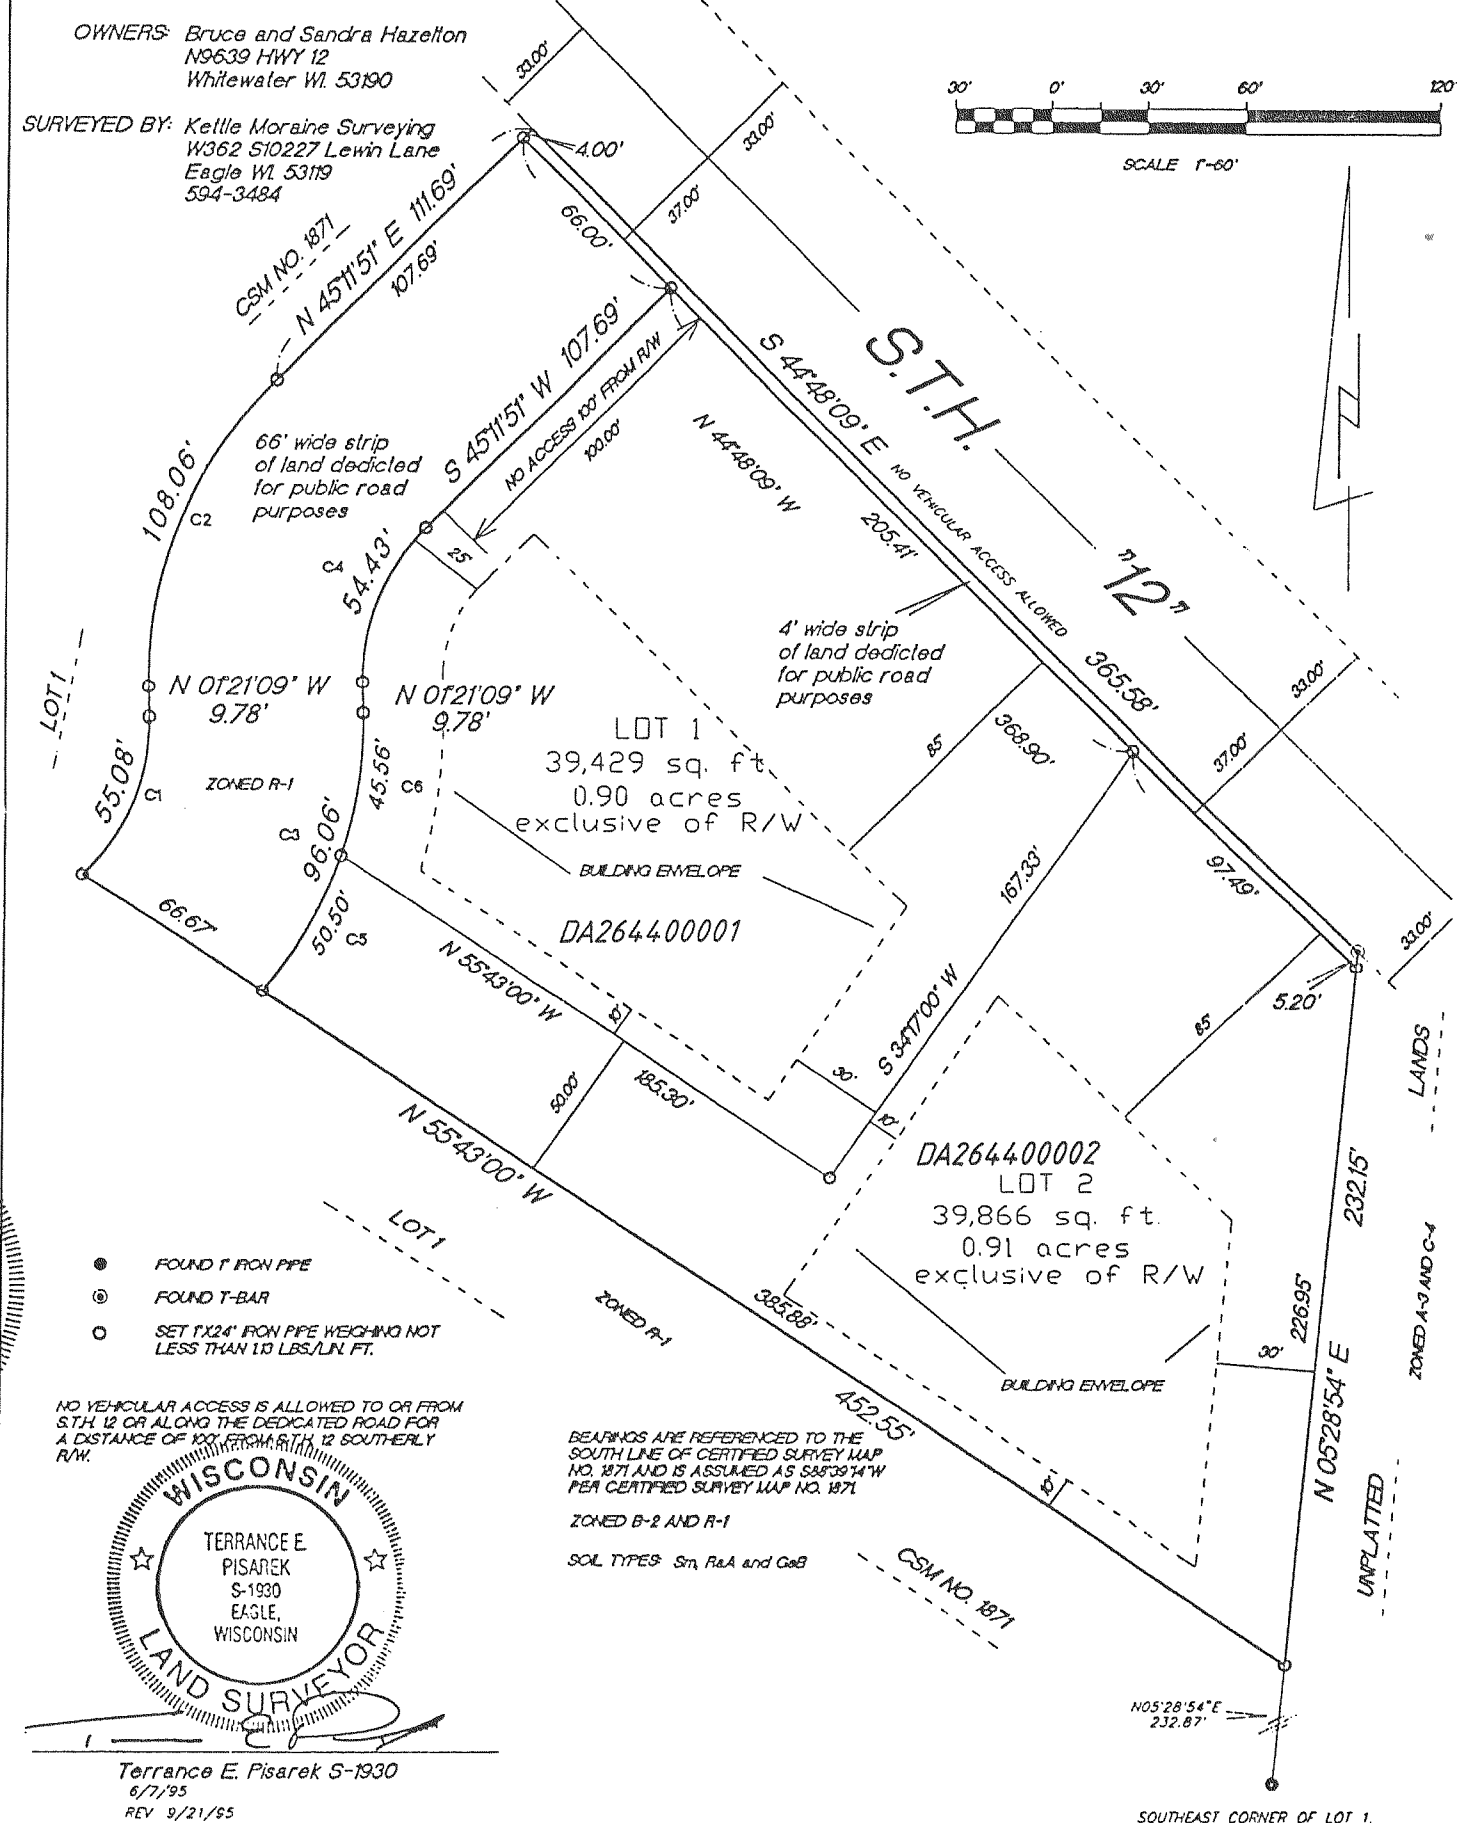 OWNERS: Bruce and Sandra Hazelton
N9639 HWY 12
Whitewater WI. 53190
SURVEYED BY: Kettle Moraine Surveying
W362 S10227 Lewin Lane
Eagle WI. 53119
594-3484
30' 0' 30' 60' 120'
SCALE 1"=60'
33.00'
4.00'
33.00'
37.00'
66.00'
CSM NO. 1871
N 45°11'51" E 111.69'
107.69'
S 45°11'51" W 107.69'
NO ACCESS 100' FROM R/W
100.00'
S.T.H. "12"
S 44°48'09" E 365.58'
NO VEHICULAR ACCESS ALLOWED
N 44°48'09" W 368.90'
205.41'
108.06'
C2
66' wide strip
of land dedicted
for public road
purposes
C4
54.43'
25'
4' wide strip
of land dedicted
for public road
purposes
LOT 1
N 01°21'09" W
9.78'
N 01°21'09" W
9.78'
LOT 1
39,429 sq. ft.
0.90 acres
exclusive of R/W
BUILDING ENVELOPE
DA264400001
85'
33.00'
37.00'
55.08'
C1
ZONED R-1
45.56'
C6
C3
96.06'
50.50'
C5
66.67'
167.33'
97.49'
33.00'
5.20'
N 55°43'00" W
10'
185.30'
50.00'
S 34°17'00" W
30'
10'
85'
LANDS
N 55°43'00" W
DA264400002
LOT 2
39,866 sq. ft.
0.91 acres
exclusive of R/W
232.15'
LOT 1
ZONED R-1
385.88'
BUILDING ENVELOPE
30'
226.95'
ZONED A-3 AND C-4
N 05°28'54" E
UNPLATTED
452.55'
10'
FOUND 1" IRON PIPE
FOUND T-BAR
SET 1"X24" IRON PIPE WEIGHING NOT
LESS THAN 1.13 LBS./LIN. FT.
NO VEHICULAR ACCESS IS ALLOWED TO OR FROM
S.T.H. 12 OR ALONG THE DEDICATED ROAD FOR
A DISTANCE OF 100' FROM S.T.H. 12 SOUTHERLY
R/W.
BEARINGS ARE REFERENCED TO THE
SOUTH LINE OF CERTIFIED SURVEY MAP
NO. 1871 AND IS ASSUMED AS S88°39'14"W
PER CERTIFIED SURVEY MAP NO. 1871
ZONED B-2 AND R-1
SOIL TYPES: Sm, RaA and GsB
CSM NO. 1871
WISCONSIN
TERRANCE E.
PISAREK
S-1930
EAGLE,
WISCONSIN
LAND SURVEYOR
Terrance E. Pisarek S-1930
6/7/95
REV 9/21/95
N05°28'54"E
232.87'
SOUTHEAST CORNER OF LOT 1,